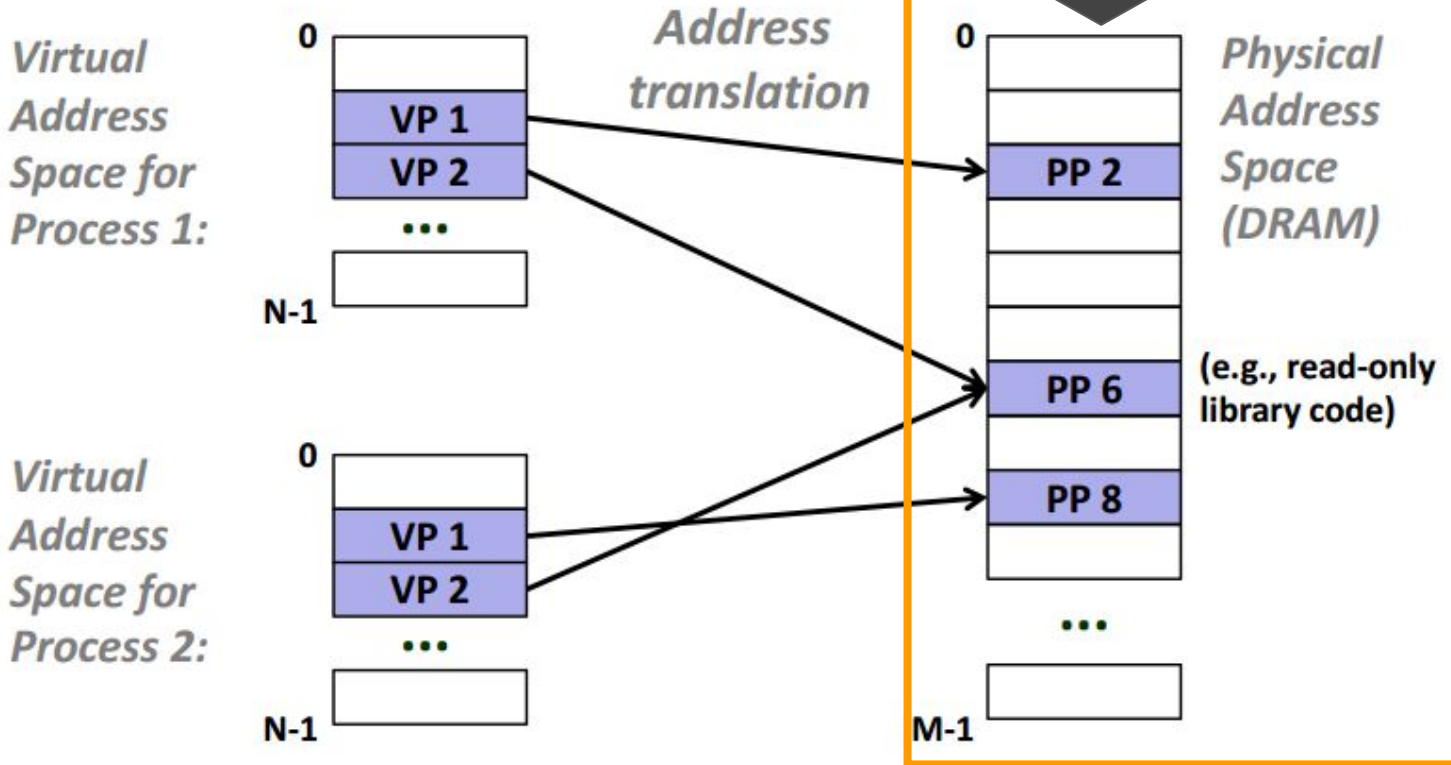 Virtual
Address
Space for
Process 1:
0
VP 1
VP 2
...
N-1
Address
translation
0
PP 2
PP 6
PP 8
...
M-1
Physical
Address
Space
(DRAM)
(e.g., read-only
library code)
Virtual
Address
Space for
Process 2:
0
VP 1
VP 2
...
N-1